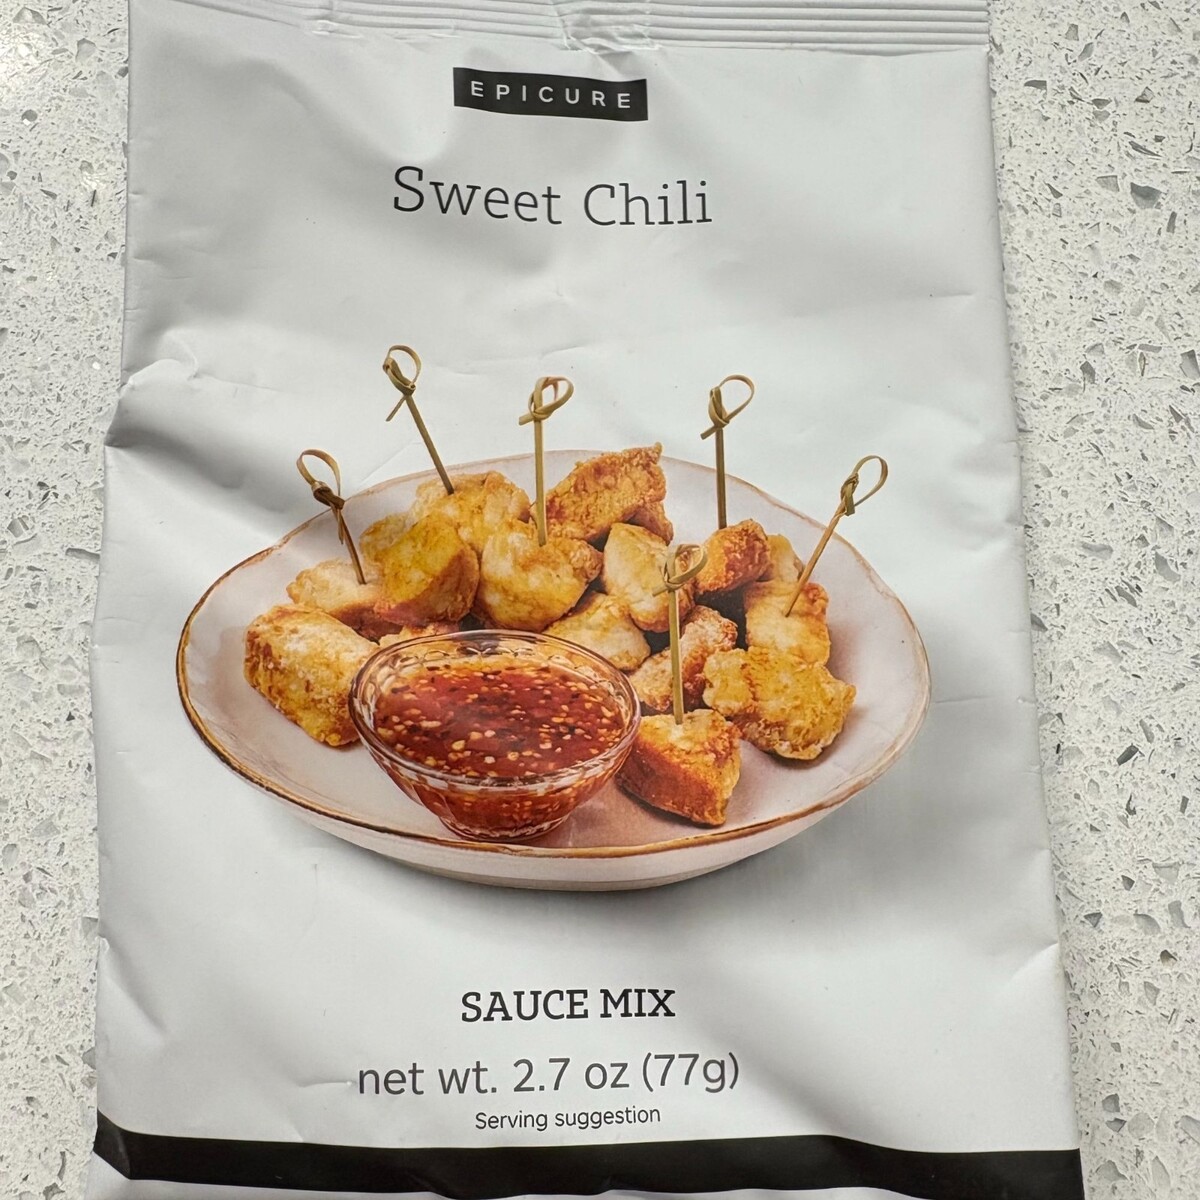 EPICURE
Sweet Chili
SAUCE MIX
net wt. 2.7 oz (77g)
Serving suggestion